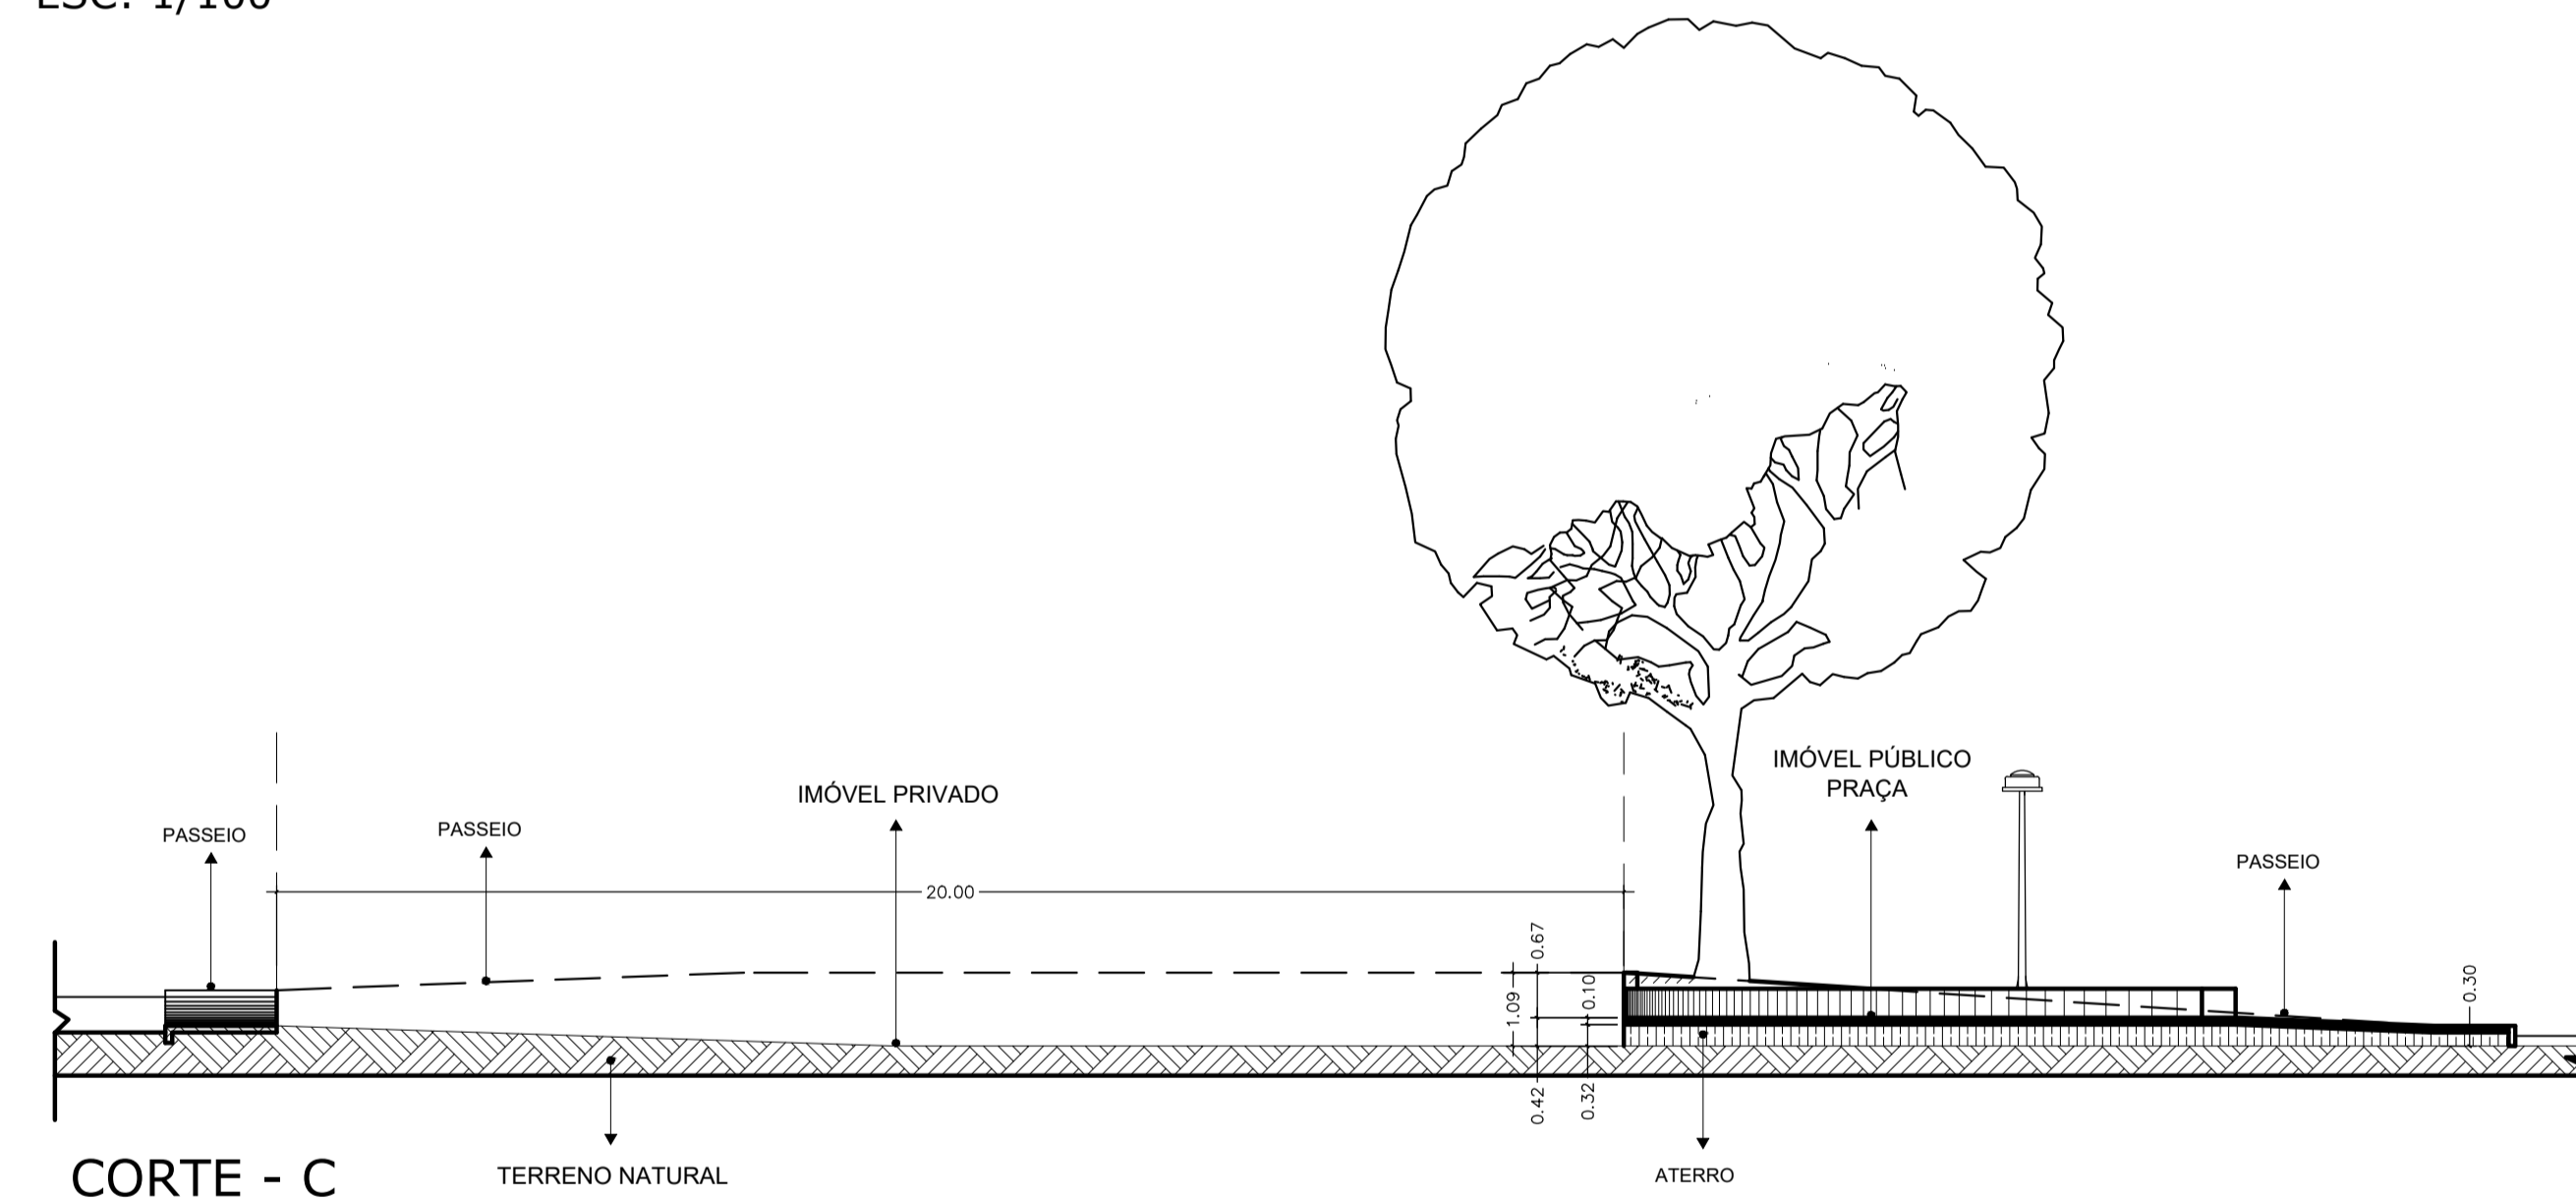 ESC: 1/100
IMÓVEL PÚBLICO
PRAÇA
IMÓVEL PRIVADO
PASSEIO
PASSEIO
PASSEIO
20.00
0.67
1.09
0.10
0.30
0.42
0.32
CORTE - C
TERRENO NATURAL
ATERRO